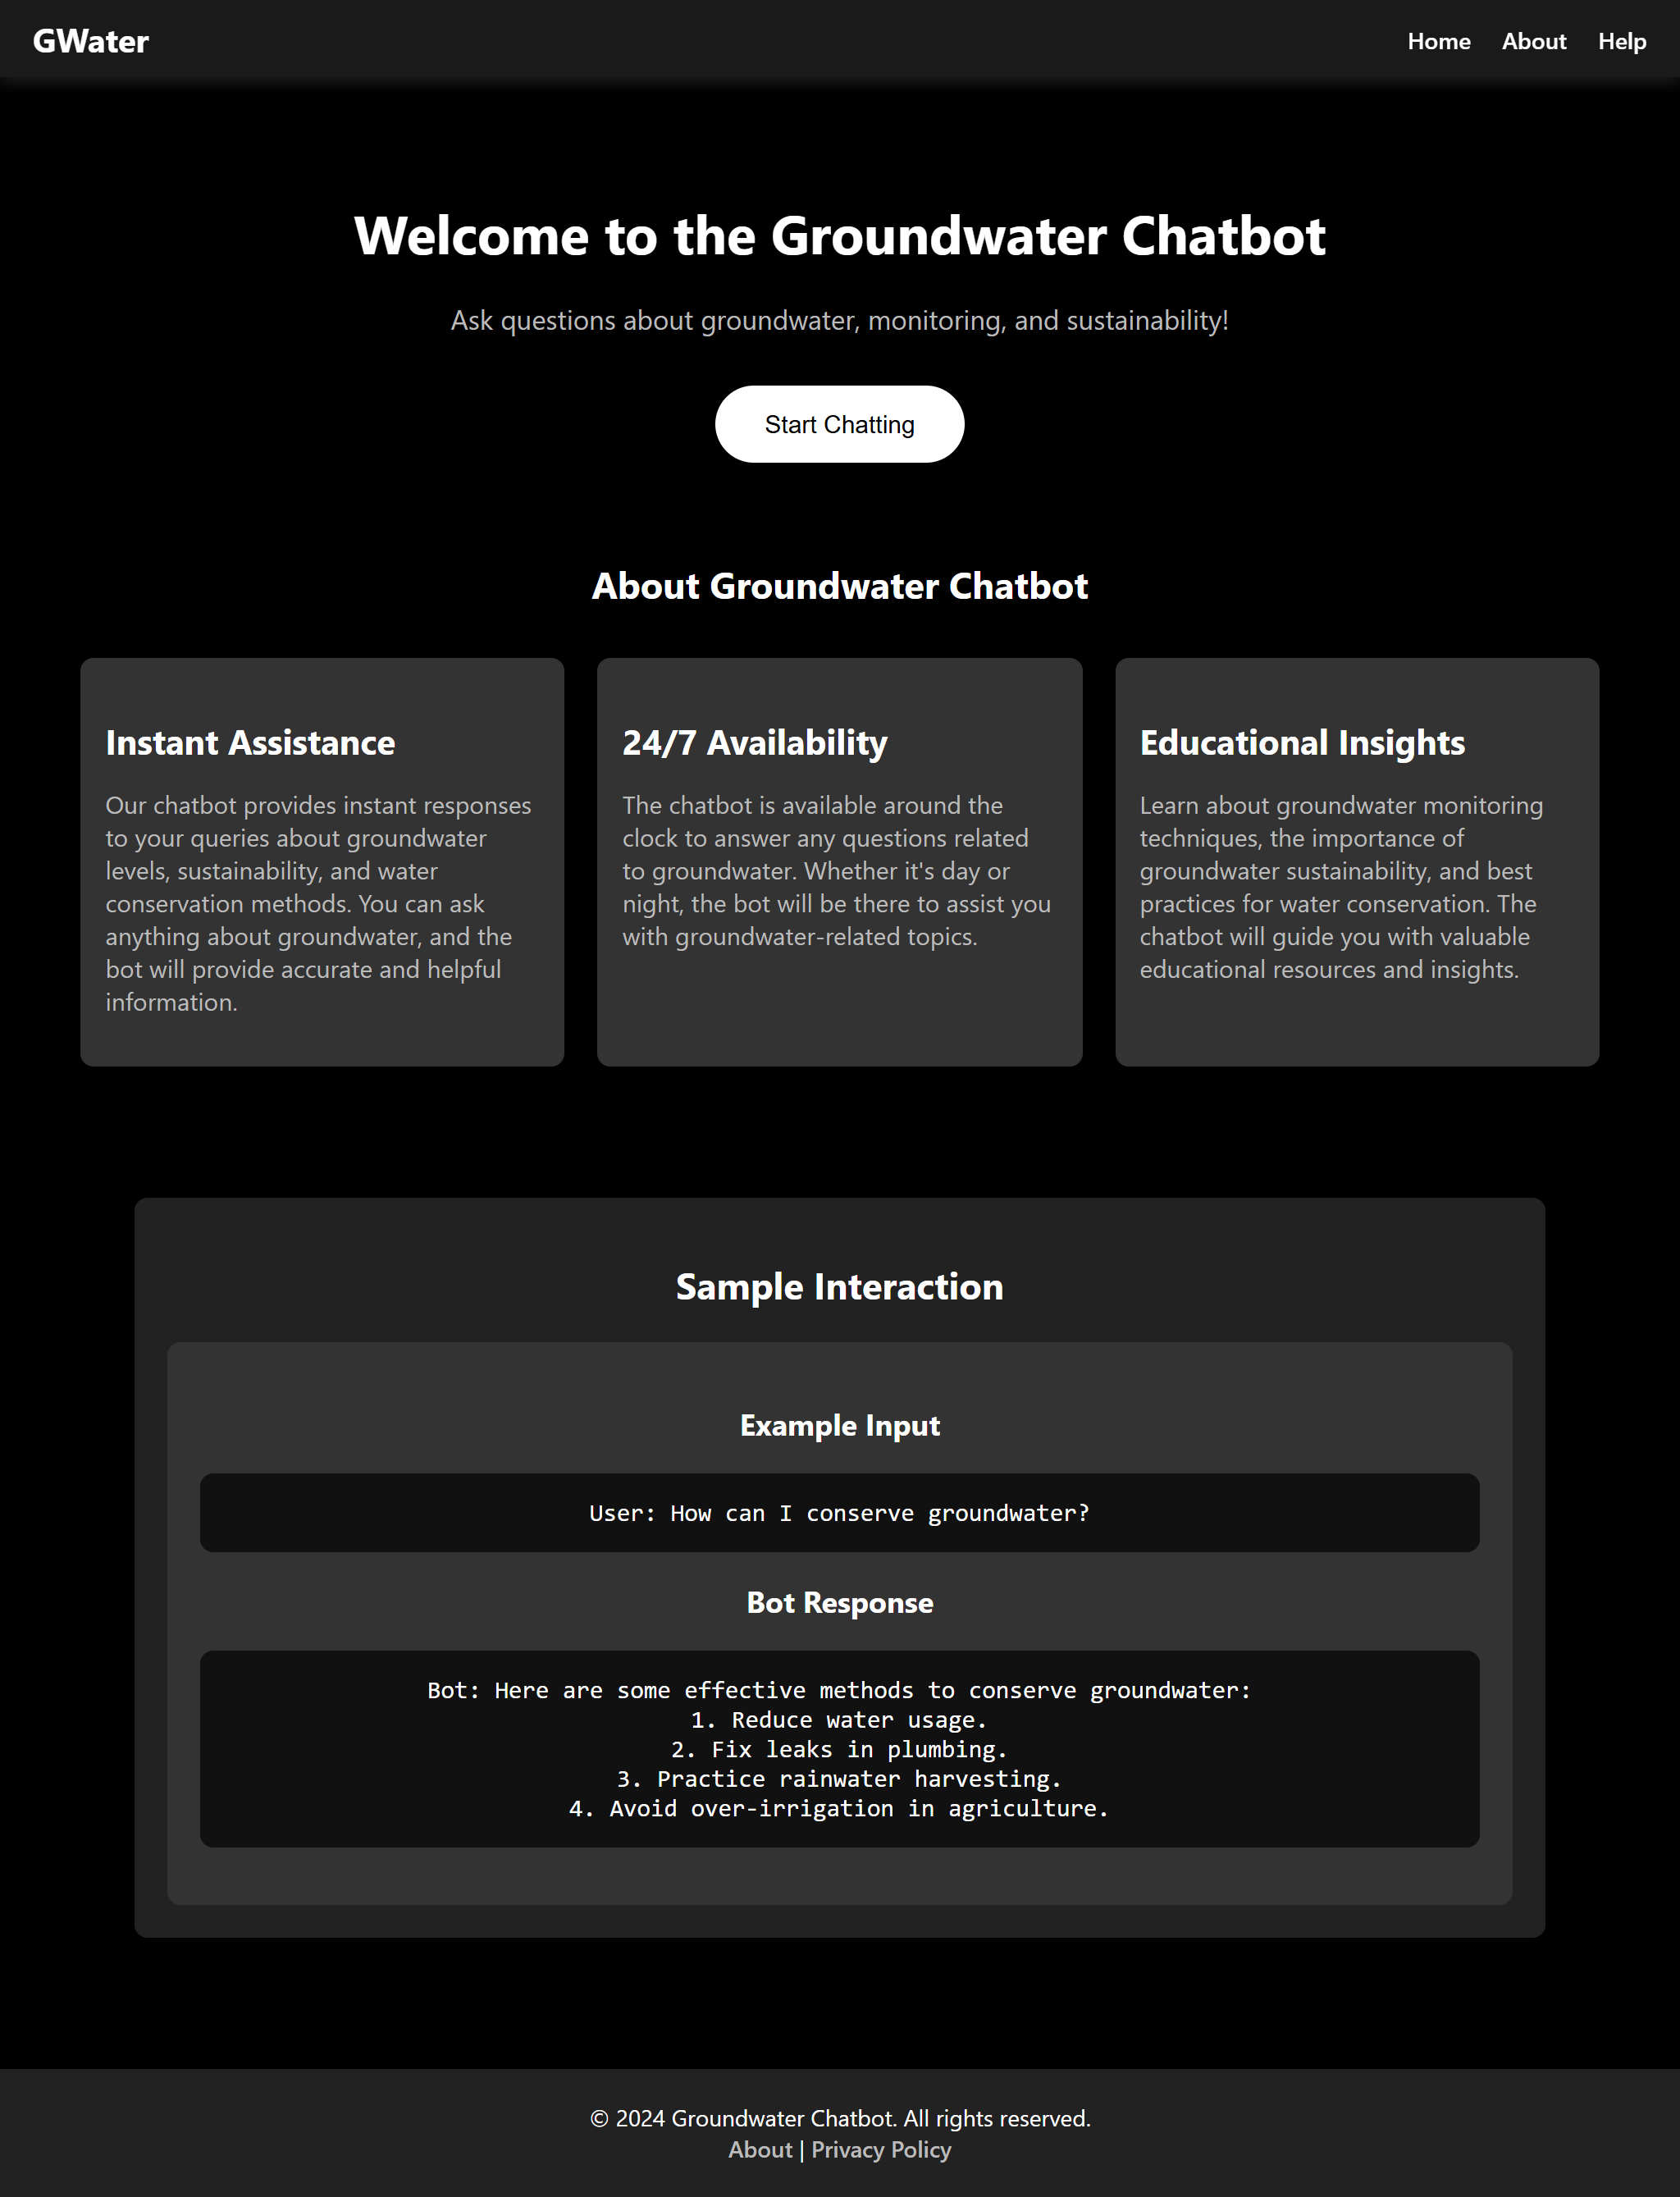 GWater
Home About Help
Welcome to the Groundwater Chatbot
Ask questions about groundwater, monitoring, and sustainability!
Start Chatting
About Groundwater Chatbot
Instant Assistance
Our chatbot provides instant responses
to your queries about groundwater
levels, sustainability, and water
conservation methods. You can ask
anything about groundwater, and the
bot will provide accurate and helpful
information.
24/7 Availability
The chatbot is available around the
clock to answer any questions related
to groundwater. Whether it's day or
night, the bot will be there to assist you
with groundwater-related topics.
Educational Insights
Learn about groundwater monitoring
techniques, the importance of
groundwater sustainability, and best
practices for water conservation. The
chatbot will guide you with valuable
educational resources and insights.
Sample Interaction
Example Input
User: How can I conserve groundwater?
Bot Response
Bot: Here are some effective methods to conserve groundwater:
1. Reduce water usage.
2. Fix leaks in plumbing.
3. Practice rainwater harvesting.
4. Avoid over-irrigation in agriculture.
© 2024 Groundwater Chatbot. All rights reserved.
About | Privacy Policy